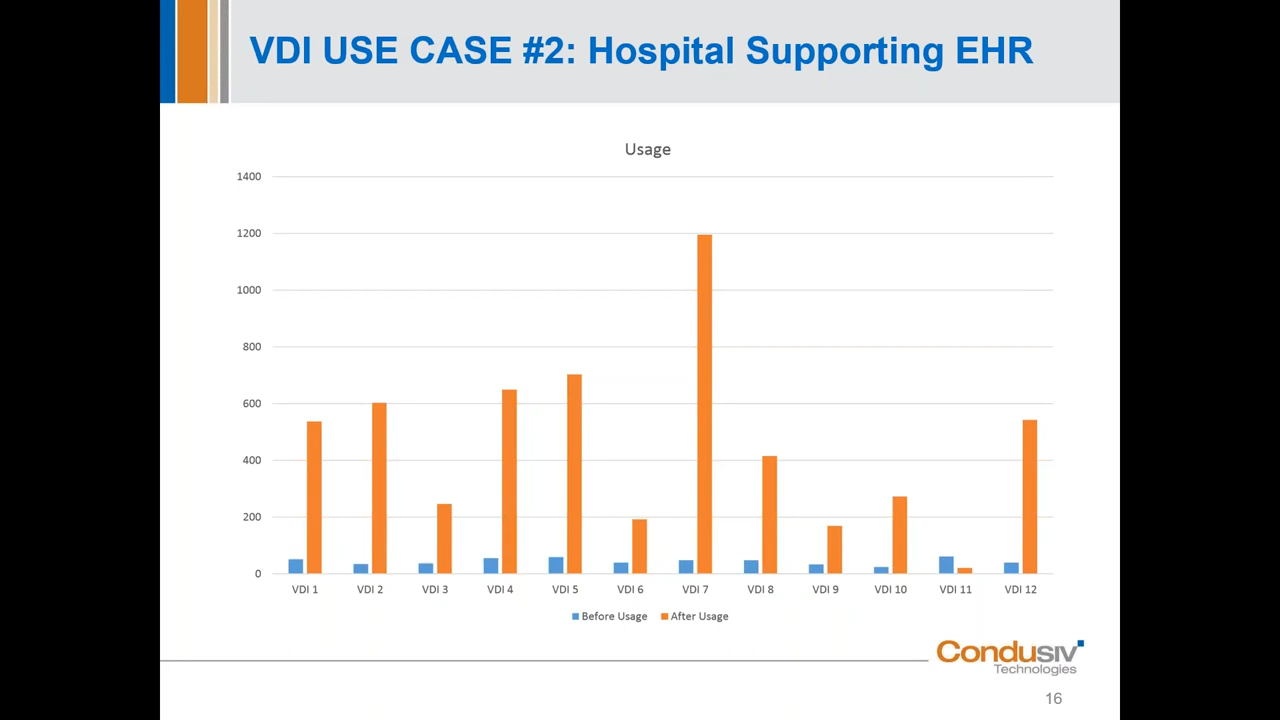 VDI USE CASE #2: Hospital Supporting EHR
Usage
1400
1200
1000
800
600
400
200
0
VDI 1 VDI 2 VDI 3 VDI 4 VDI 5 VDI 6 VDI 7 VDI 8 VDI 9 VDI 10 VDI 11 VDI 12
Before Usage After Usage
Condusiv
Technologies
16